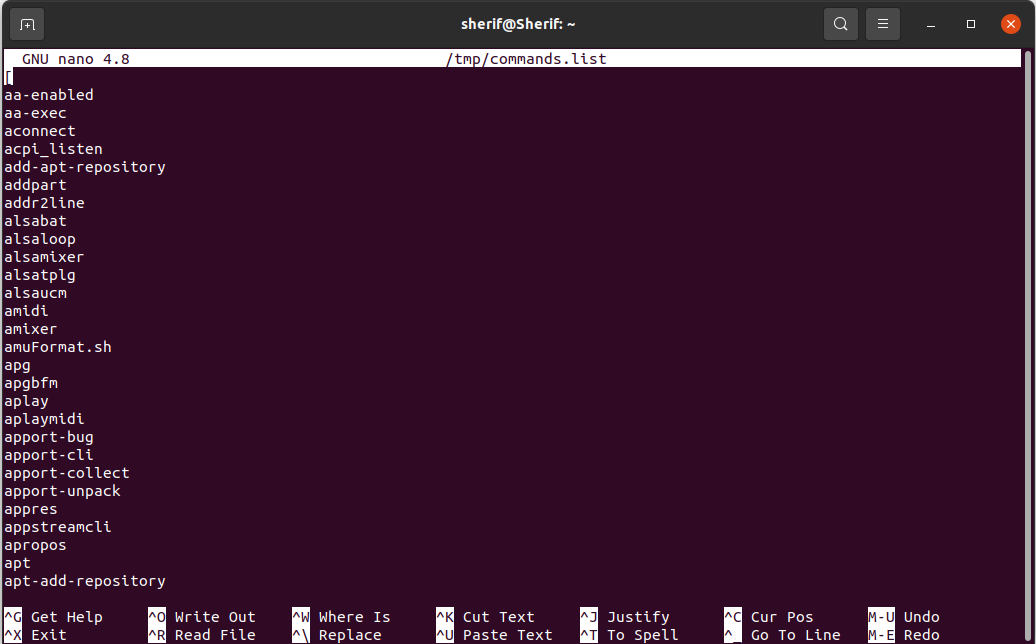 sherif@Sherif: ~
GNU nano 4.8 /tmp/commands.list
[
aa-enabled
aa-exec
aconnect
acpi_listen
add-apt-repository
addpart
addr2line
alsabat
alsaloop
alsamixer
alsatplg
alsaucm
amidi
amixer
amuFormat.sh
apg
apgbfm
aplay
aplaymidi
apport-bug
apport-cli
apport-collect
apport-unpack
appres
appstreamcli
apropos
apt
apt-add-repository
^G Get Help ^O Write Out ^W Where Is ^K Cut Text ^J Justify ^C Cur Pos M-U Undo
^X Exit ^R Read File ^\ Replace ^U Paste Text ^T To Spell ^_ Go To Line M-E Redo